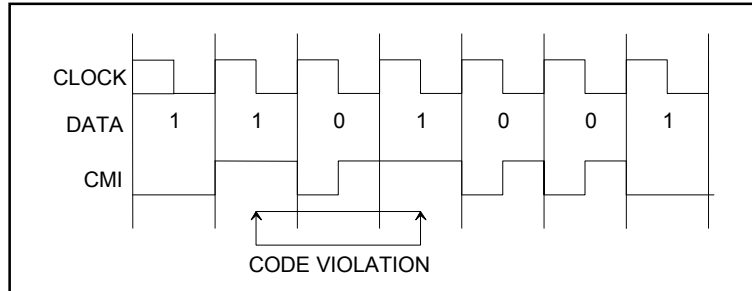 CLOCK
DATA 1 1 0 1 0 0 1
CMI
CODE VIOLATION